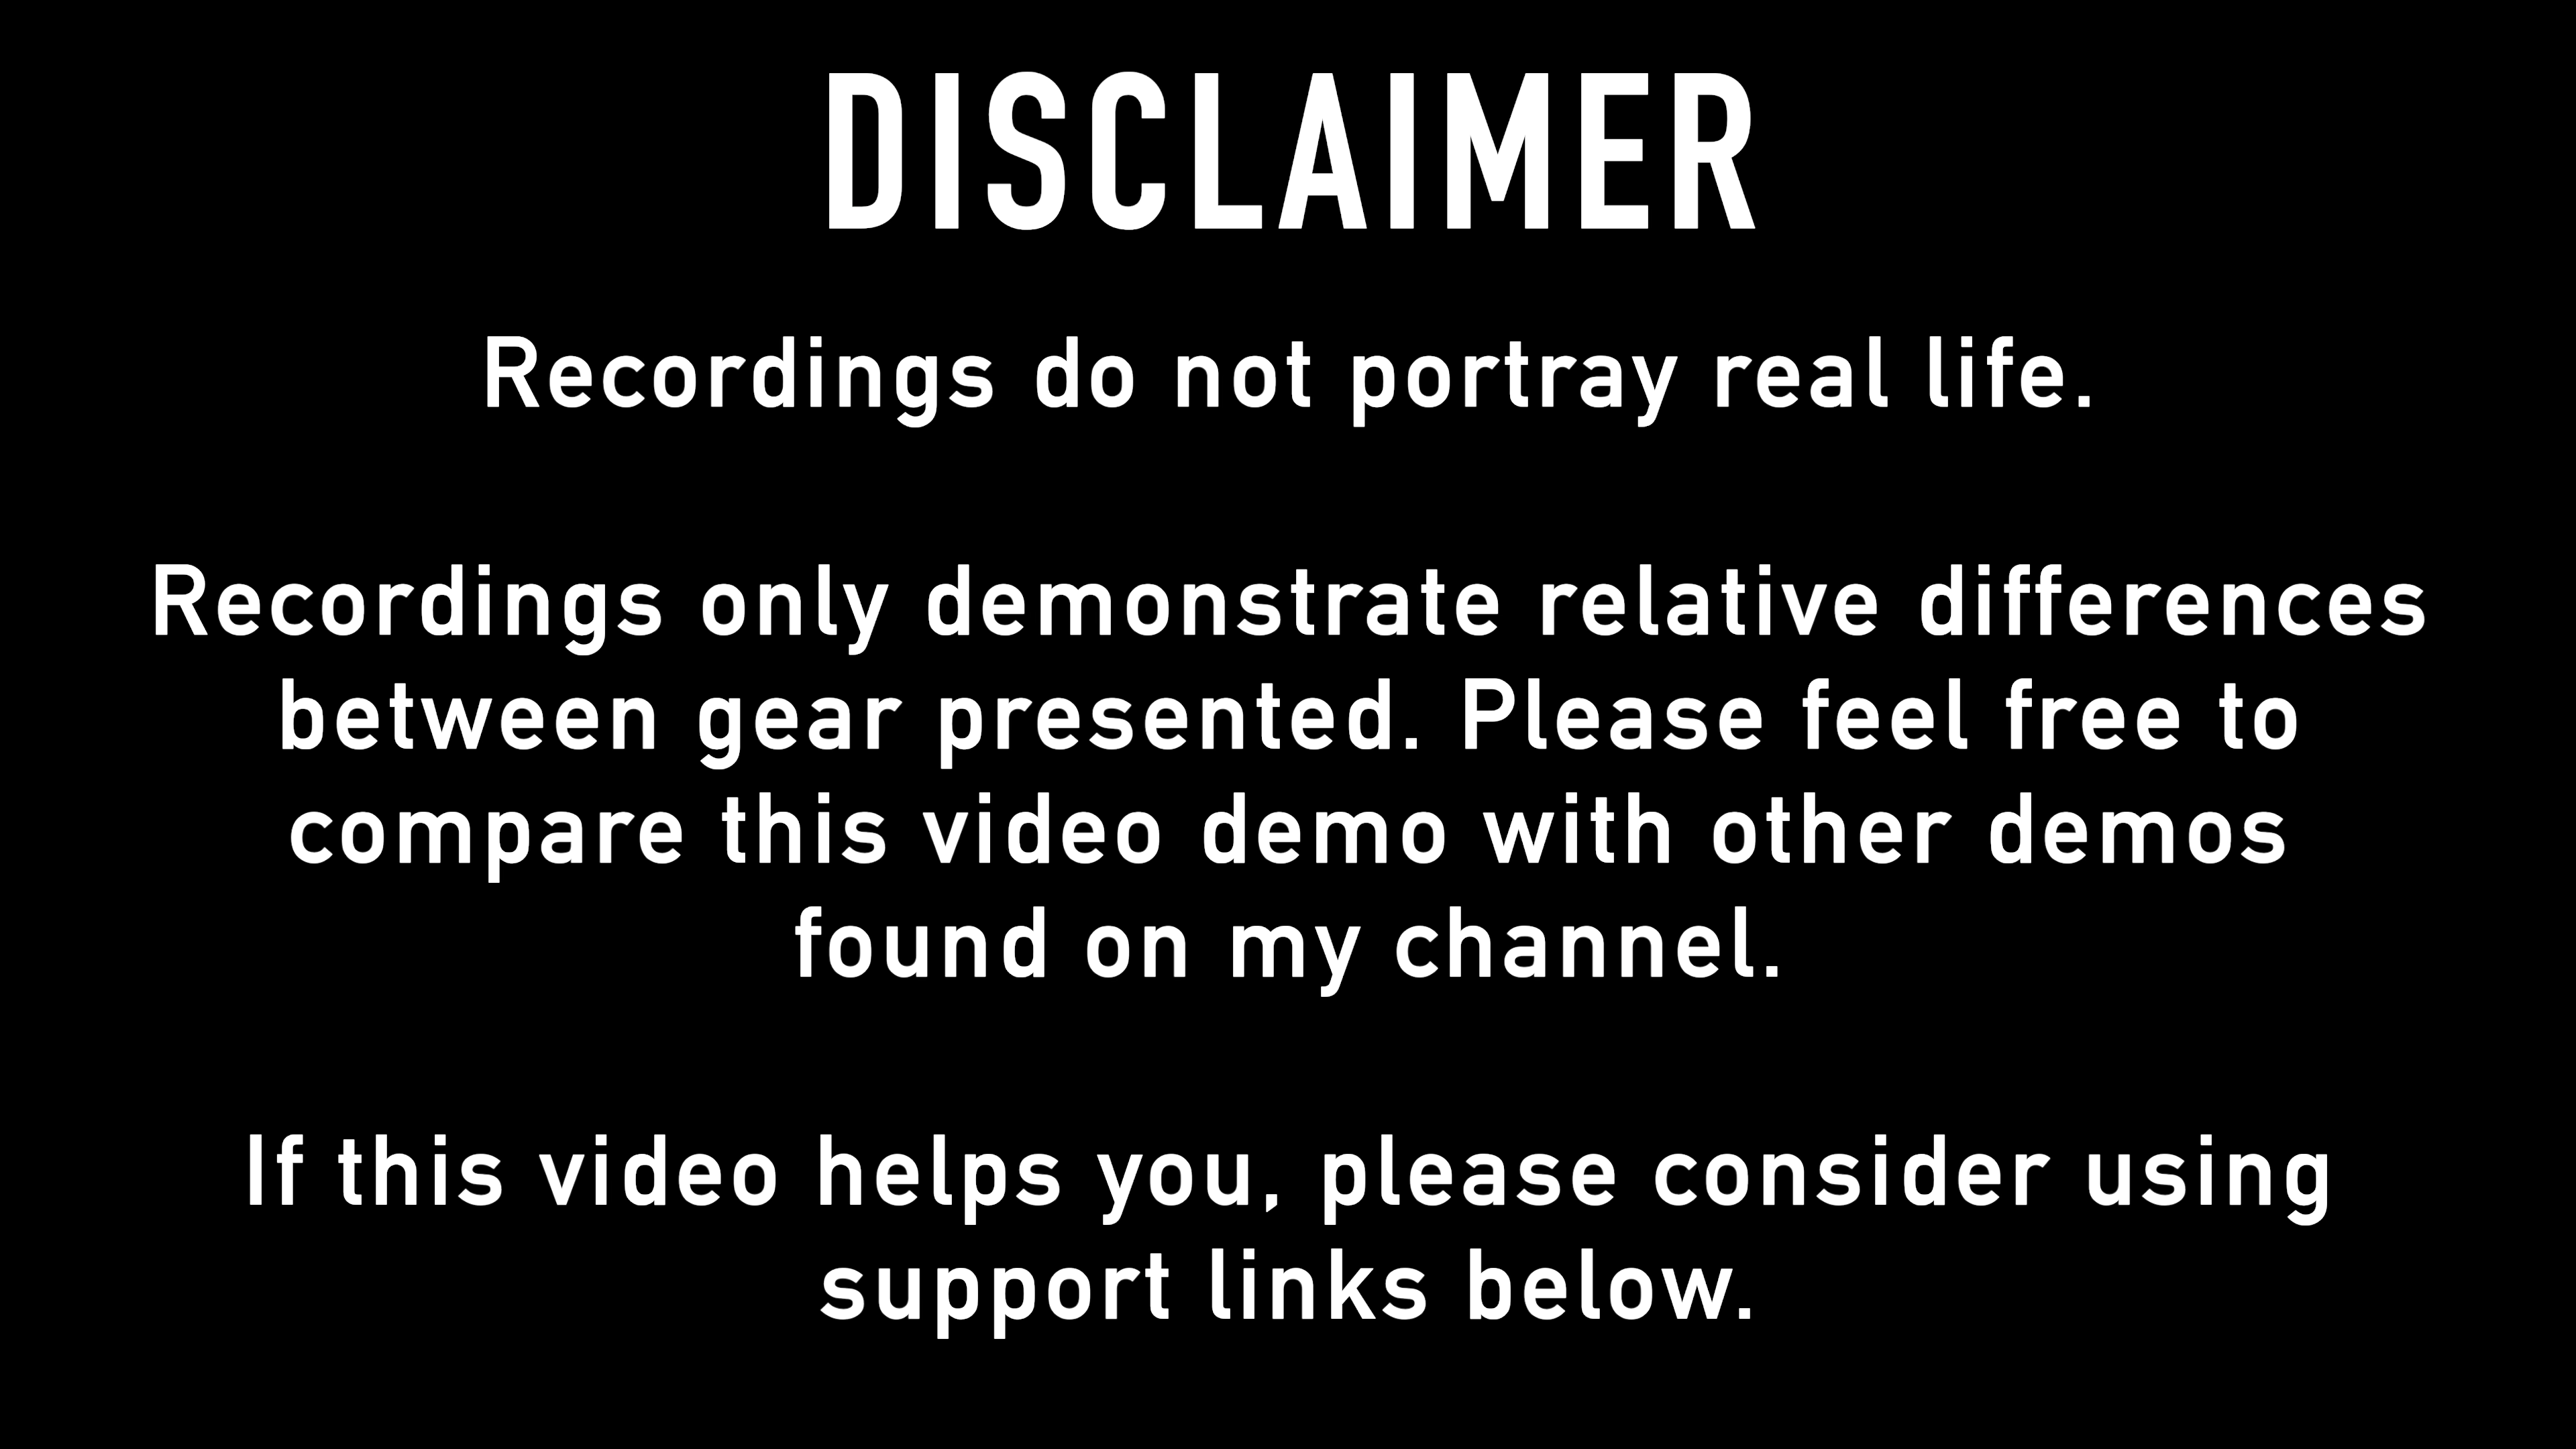 DISCLAIMER
Recordings do not portray real life.
Recordings only demonstrate relative differences
between gear presented. Please feel free to
compare this video demo with other demos
found on my channel.
If this video helps you, please consider using
support links below.